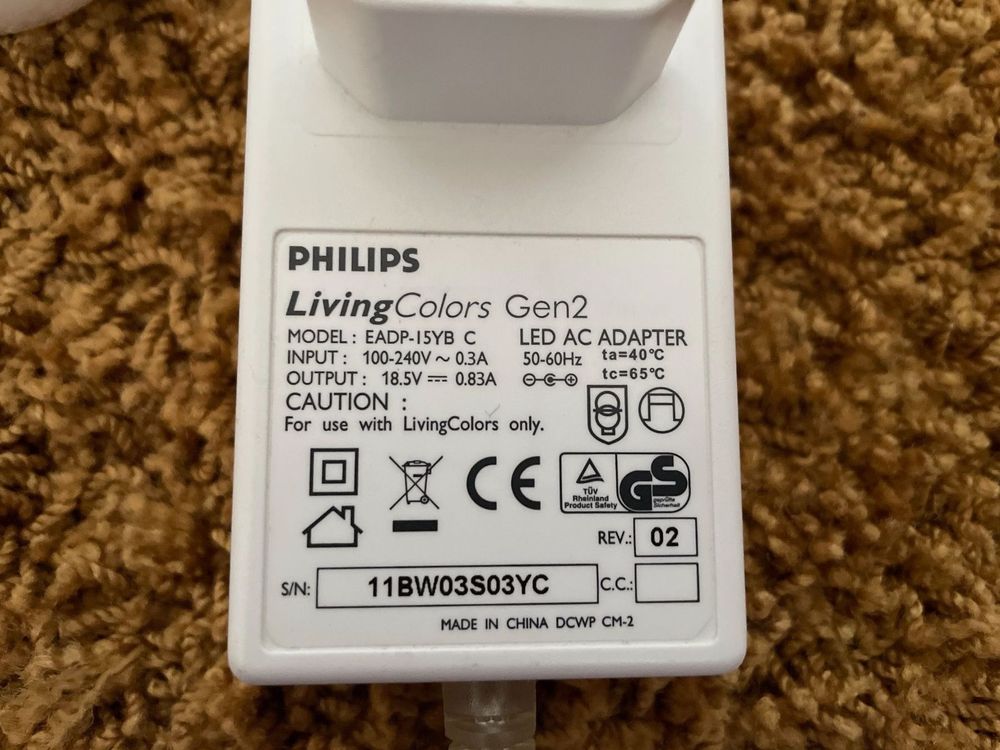 PHILIPS
LivingColors Gen2
MODEL: EADP-15YB C LED AC ADAPTER
INPUT: 100-240V ~ 0.3A 50-60Hz ta=40°C
OUTPUT: 18.5V ⎓ 0.83A tc=65°C
CAUTION :
For use with LivingColors only.
CE
TÜV
Rheinland
Product Safety
GS
geprüfte
Sicherheit
REV.: 02
S/N: 11BW03S03YC C.C.:
MADE IN CHINA DCWP CM-2